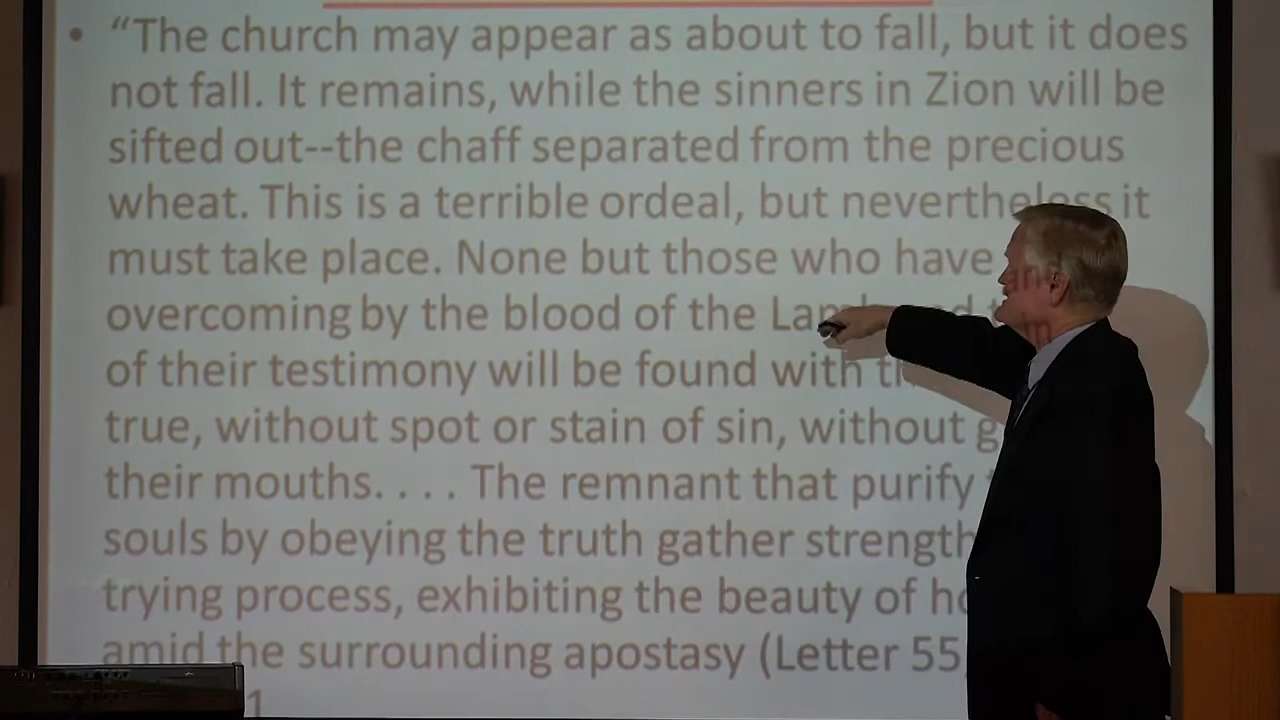 • “The church may appear as about to fall, but it does
not fall. It remains, while the sinners in Zion will be
sifted out--the chaff separated from the precious
wheat. This is a terrible ordeal, but nevertheless it
must take place. None but those who have
overcoming by the blood of the
of their testimony will be found with
true, without spot or stain of sin, without
their mouths. . . . The remnant that purify
souls by obeying the truth gather strength
trying process, exhibiting the beauty of
amid the surrounding apostasy (Letter 55